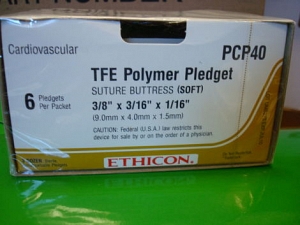 Cardiovascular
PCP40
TFE Polymer Pledget
SUTURE BUTTRESS (SOFT)
6 Pledgets Per Packet
3/8" x 3/16" x 1/16"
(9.0mm x 4.0mm x 1.5mm)
CAUTION: Federal (U.S.A.) law restricts this
device for sale by or on the order of a physician
ETHICON